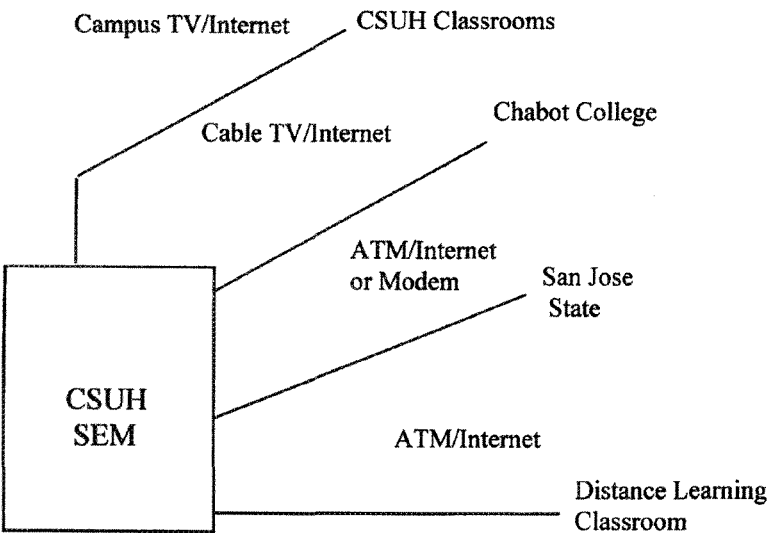 Campus TV/Internet
CSUH Classrooms
Cable TV/Internet
Chabot College
ATM/Internet
or Modem
San Jose
State
CSUH
SEM
ATM/Internet
Distance Learning
Classroom